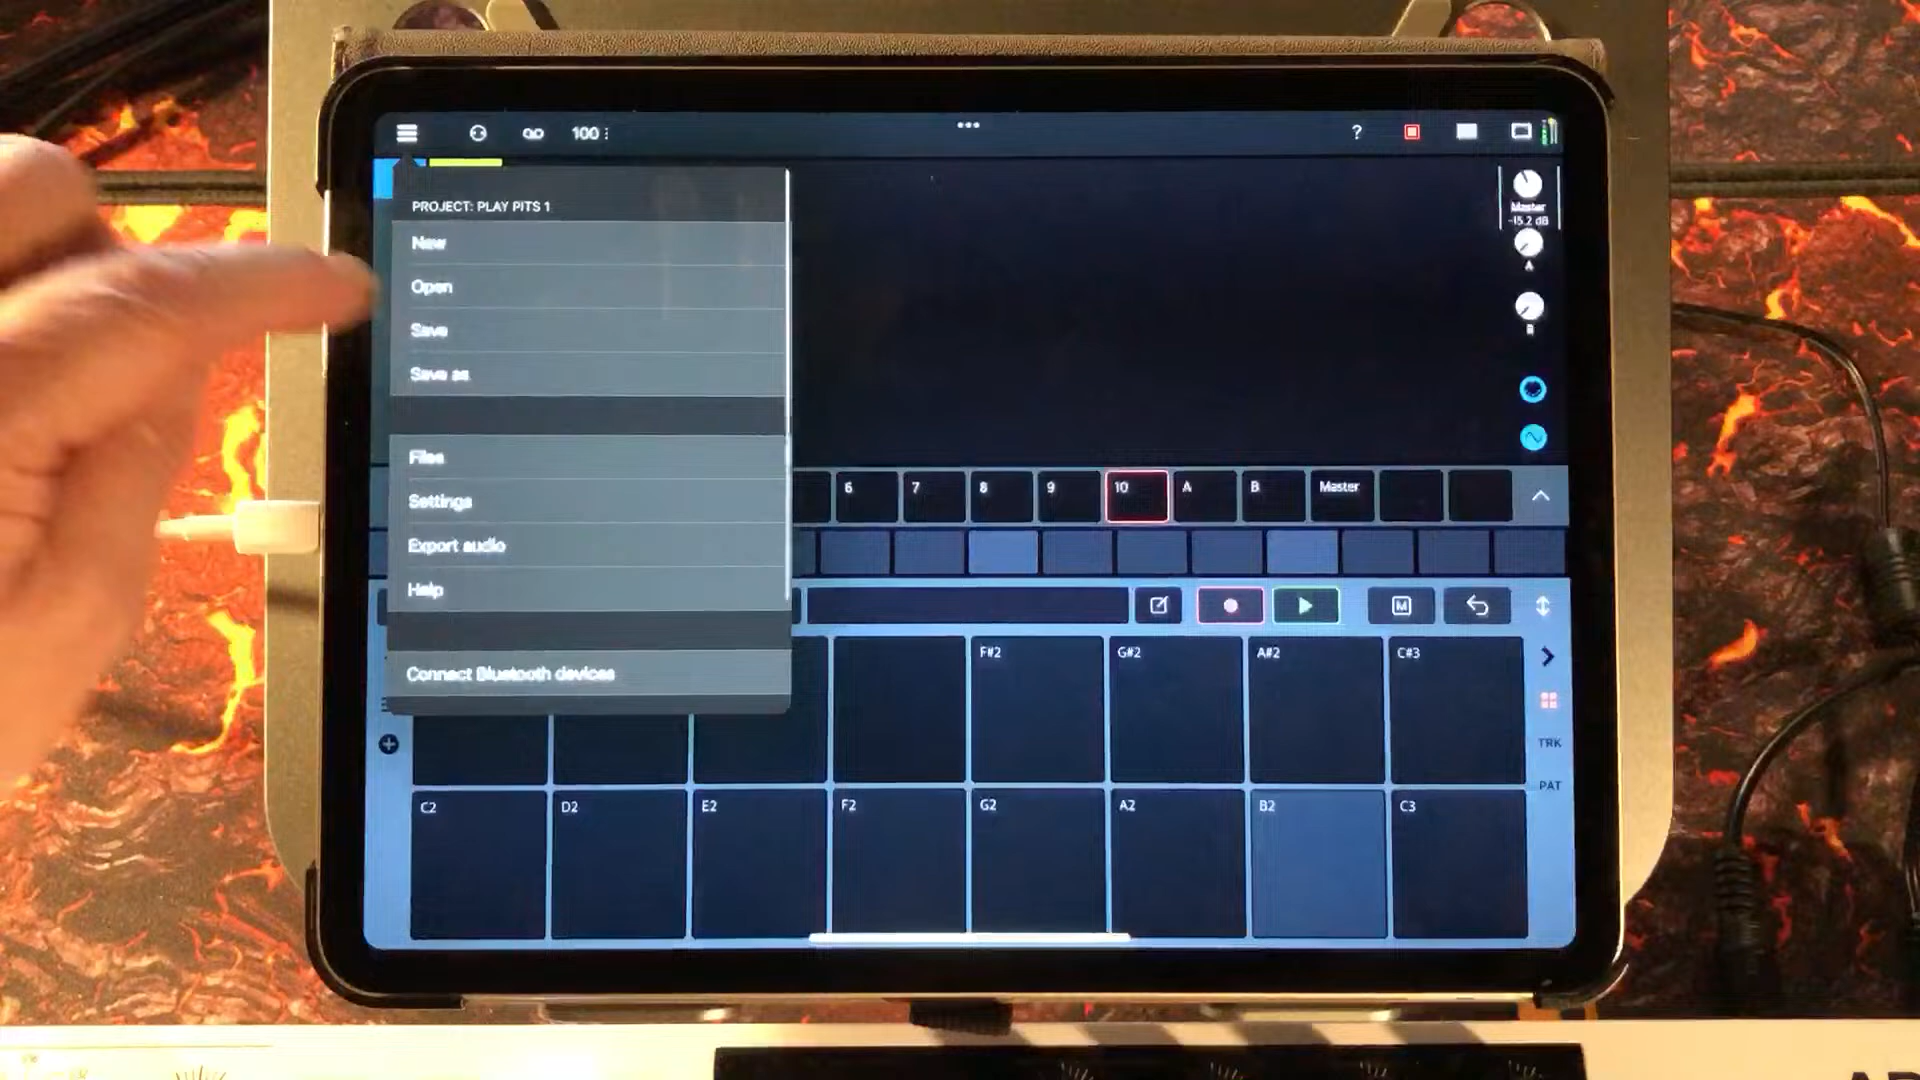 100
?
PROJECT: PLAY PITS 1
New
Open
Save
Save as
Files
Settings
Export audio
Help
Connect Bluetooth devices
Master
-15.2 dB
A
B
6
7
8
9
10
A
B
Master
M
F#2
G#2
A#2
C#3
TRK
PAT
C2
D2
E2
F2
G2
A2
B2
C3